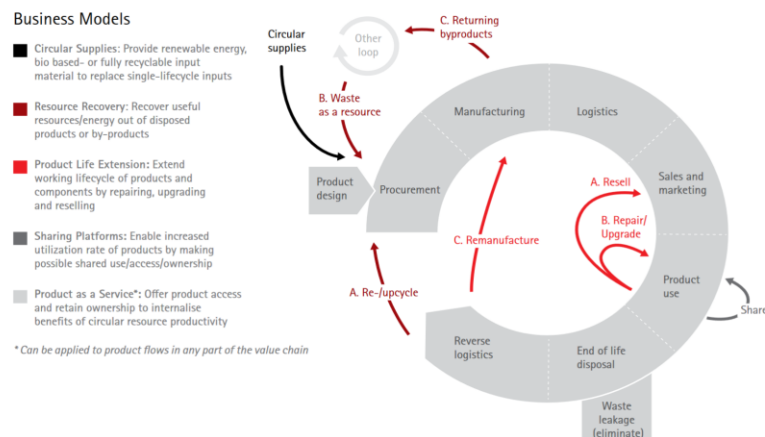 Business Models
Circular Supplies: Provide renewable energy,
bio based- or fully recyclable input
material to replace single-lifecycle inputs
Resource Recovery: Recover useful
resources/energy out of disposed
products or by-products
Product Life Extension: Extend
working lifecycle of products and
components by repairing, upgrading
and reselling
Sharing Platforms: Enable increased
utilization rate of products by making
possible shared use/access/ownership
Product as a Service*: Offer product access
and retain ownership to internalise
benefits of circular resource productivity
* Can be applied to product flows in any part of the value chain
Circular
supplies
Other
loop
C. Returning
byproducts
B. Waste
as a resource
Product
design
Procurement
Manufacturing
Logistics
Sales and
marketing
A. Resell
B. Repair/
Upgrade
C. Remanufacture
Product
use
Share
A. Re-/upcycle
Reverse
logistics
End of life
disposal
Waste
leakage
(eliminate)